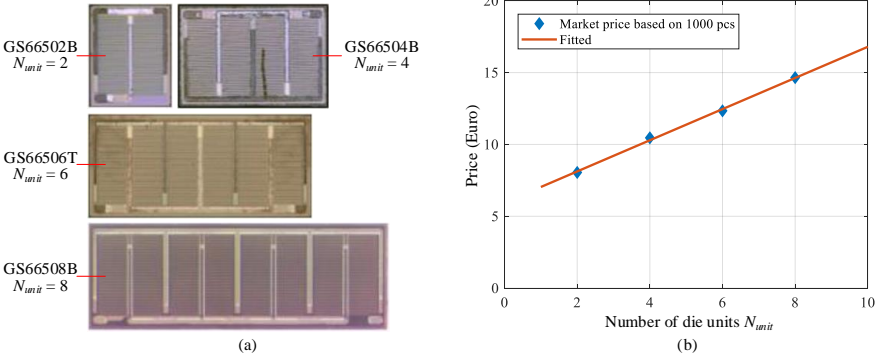 GS66502B
N_unit = 2
GS66504B
N_unit = 4
GS66506T
N_unit = 6
GS66508B
N_unit = 8
(a)
20
15
10
5
0
Price (Euro)
Market price based on 1000 pcs
Fitted
0
2
4
6
8
10
Number of die units N_unit
(b)